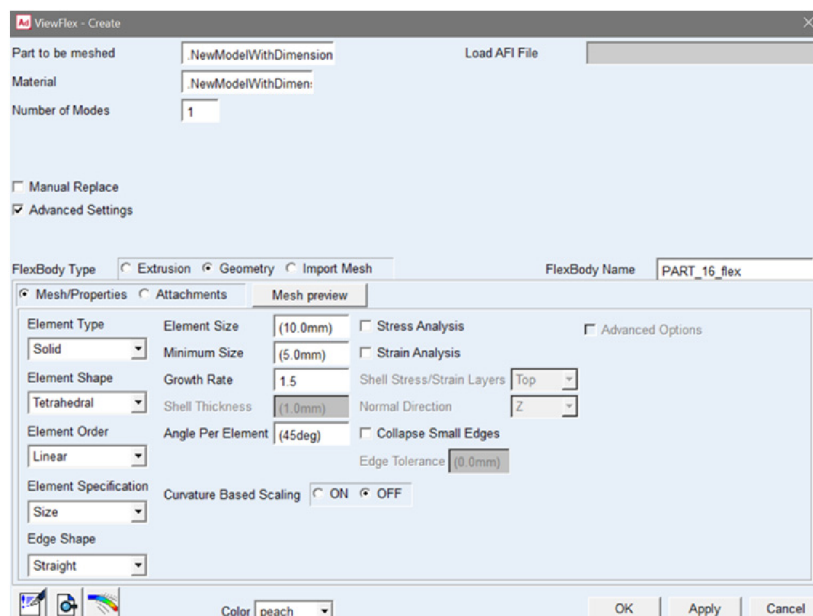 Ad ViewFlex - Create
Part to be meshed .NewModelWithDimension Load AFI File
Material .NewModelWithDimen:
Number of Modes 1
Manual Replace
Advanced Settings
FlexBody Type Extrusion Geometry Import Mesh FlexBody Name PART_16_flex
Mesh/Properties Attachments Mesh preview
Element Type Element Size (10.0mm) Stress Analysis Advanced Options
Solid Minimum Size (5.0mm) Strain Analysis
Element Shape Growth Rate 1.5 Shell Stress/Strain Layers Top
Tetrahedral Shell Thickness (1.0mm) Normal Direction Z
Element Order Angle Per Element (45deg) Collapse Small Edges
Linear Edge Tolerance (0.0mm)
Element Specification Curvature Based Scaling ON OFF
Size
Edge Shape
Straight
Color peach OK Apply Cancel